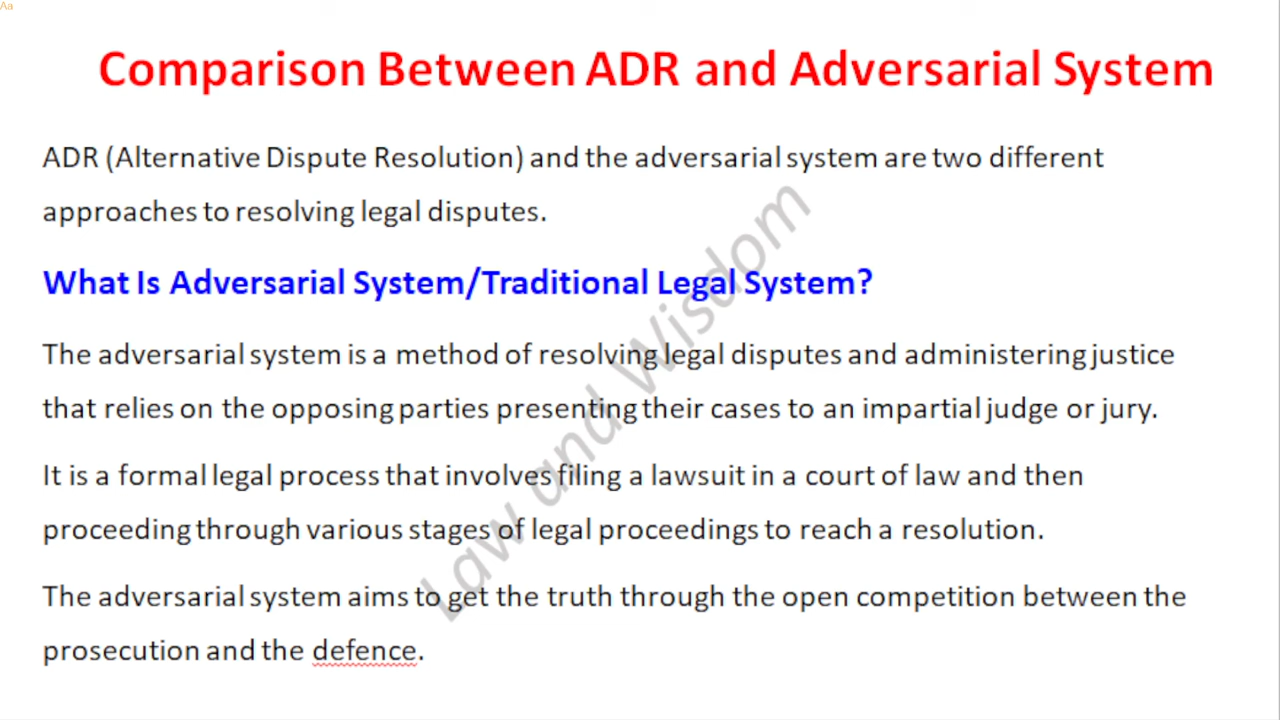 Aa
Comparison Between ADR and Adversarial System
ADR (Alternative Dispute Resolution) and the adversarial system are two different
approaches to resolving legal disputes.
What Is Adversarial System/Traditional Legal System?
The adversarial system is a method of resolving legal disputes and administering justice
that relies on the opposing parties presenting their cases to an impartial judge or jury.
It is a formal legal process that involves filing a lawsuit in a court of law and then
proceeding through various stages of legal proceedings to reach a resolution.
The adversarial system aims to get the truth through the open competition between the
prosecution and the defence.
Law and Wisdom